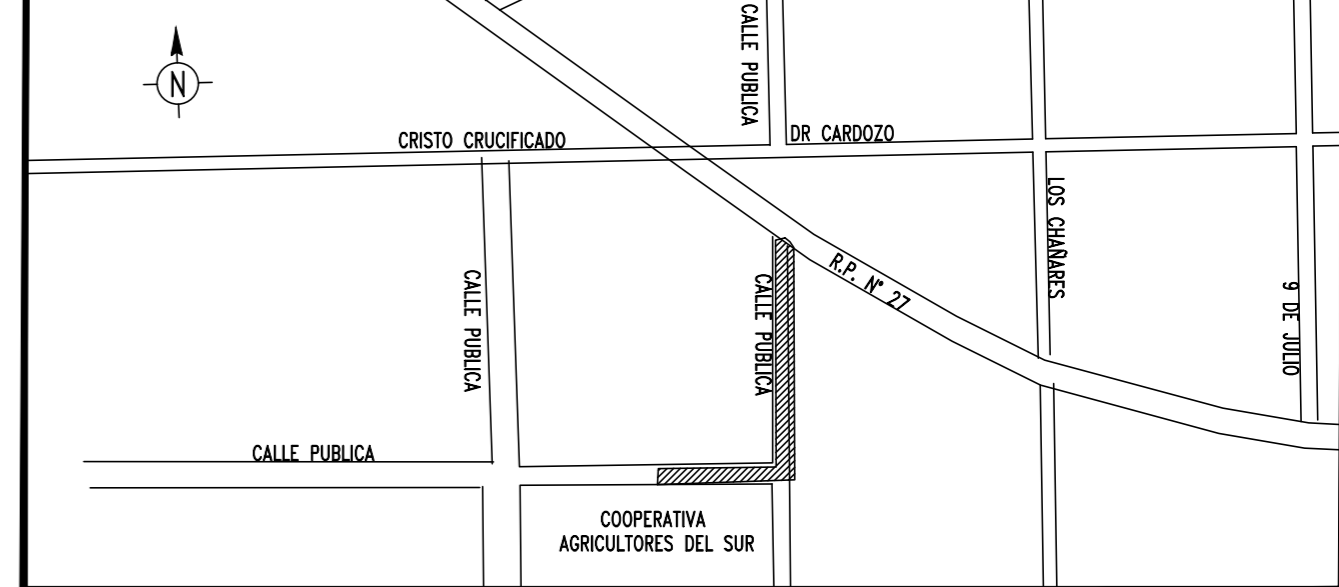 CALLE PUBLICA
N
CRISTO CRUCIFICADO
DR CARDOZO
LOS CHAÑARES
CALLE PUBLICA
CALLE PUBLICA
R.P. N° 27
9 DE JULIO
CALLE PUBLICA
COOPERATIVA
AGRICULTORES DEL SUR